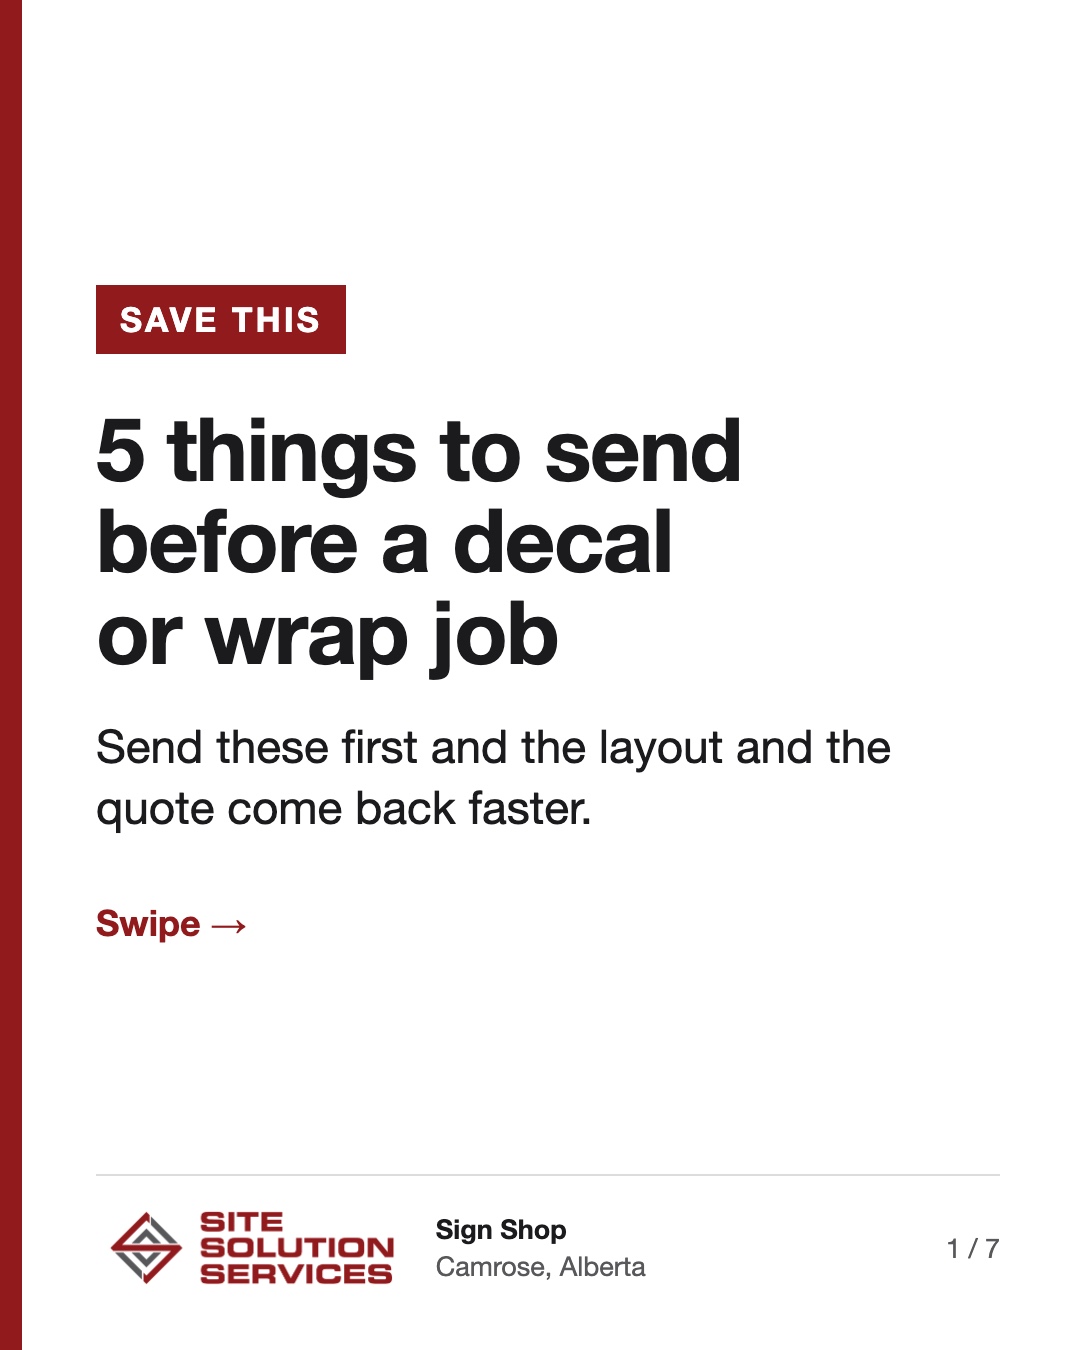 SAVE THIS
5 things to send
before a decal
or wrap job
Send these first and the layout and the
quote come back faster.
Swipe →
SITE
SOLUTION
SERVICES
Sign Shop
Camrose, Alberta
1 / 7